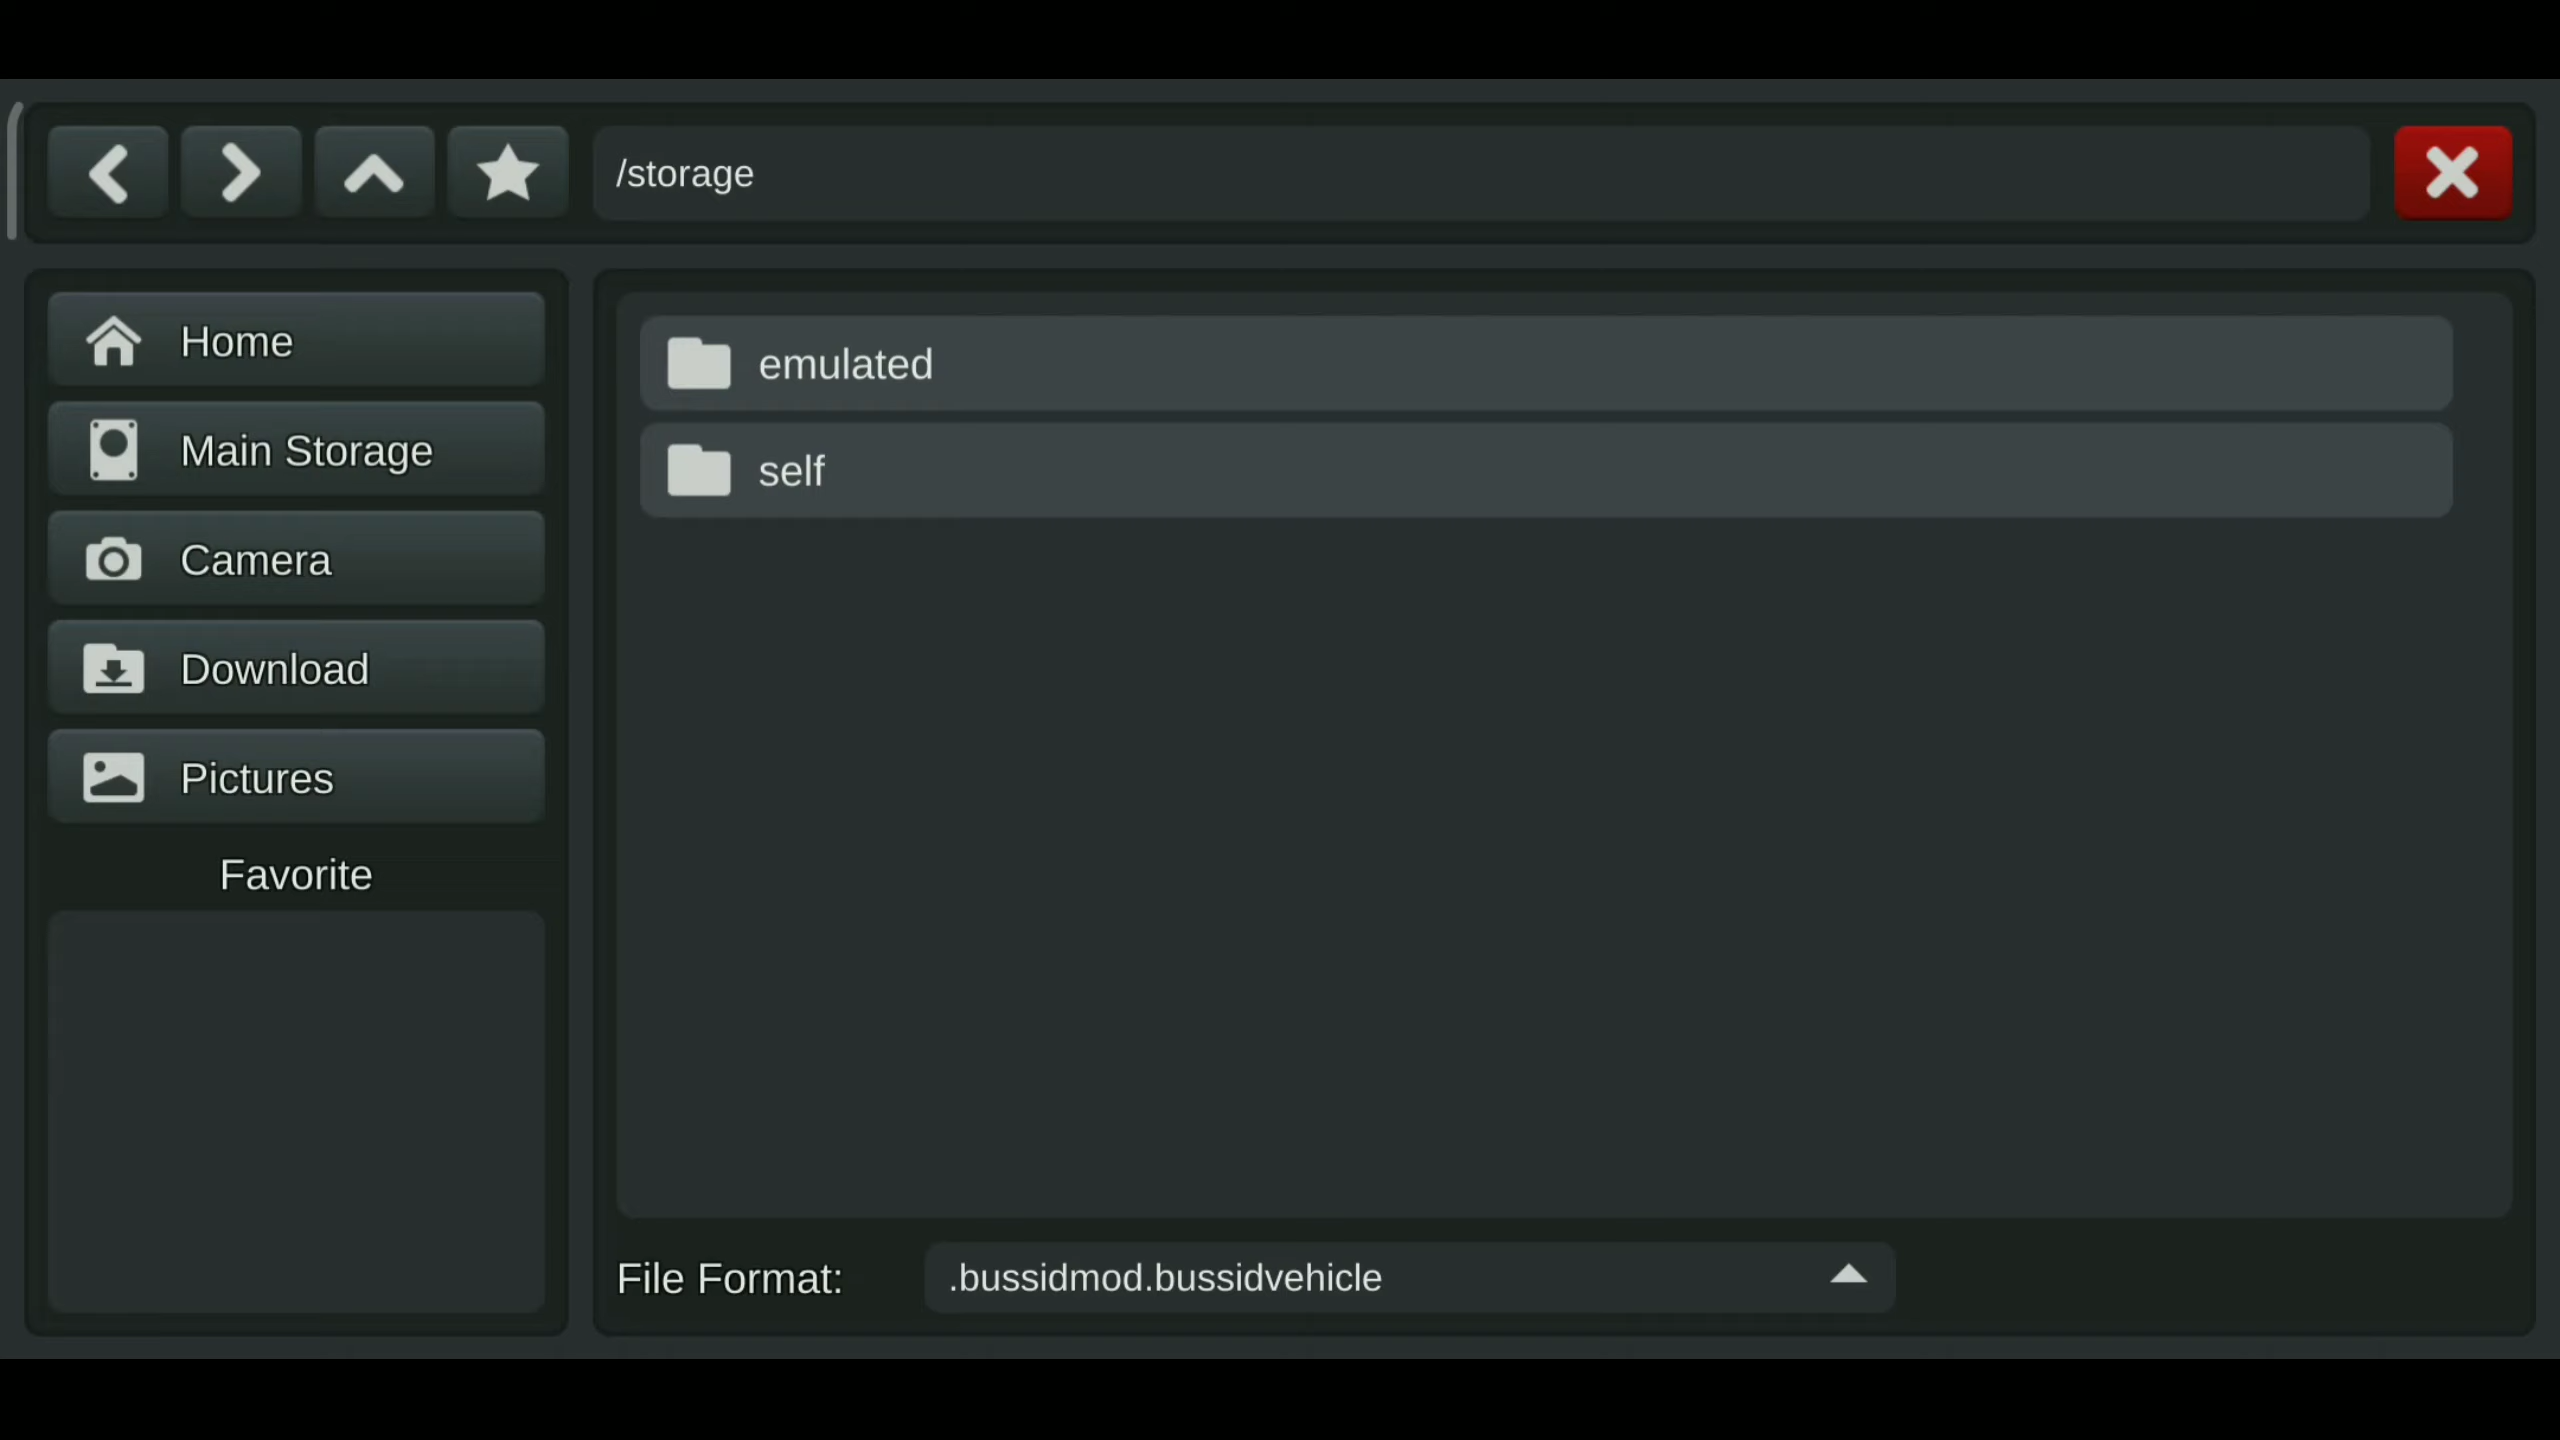 /storage
Home
Main Storage
Camera
Download
Pictures
Favorite
emulated
self
File Format:
.bussidmod.bussidvehicle